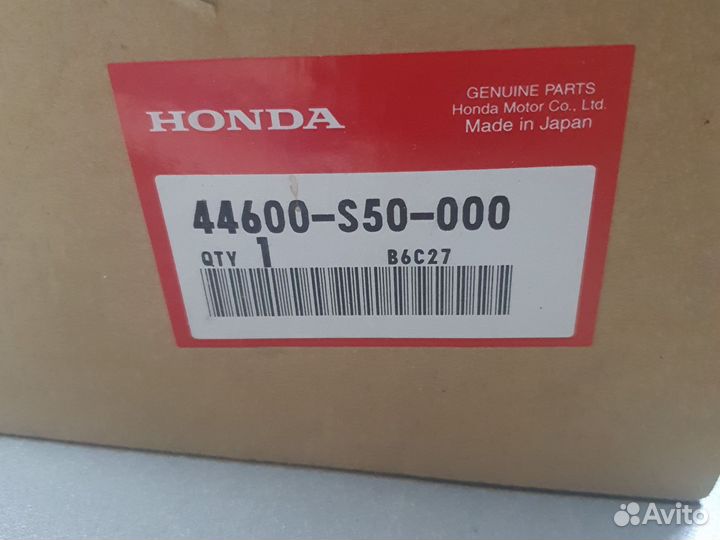 HONDA
GENUINE PARTS
Honda Motor Co., Ltd.
Made in Japan
44600-S50-000
QTY 1 B6C27
Avito